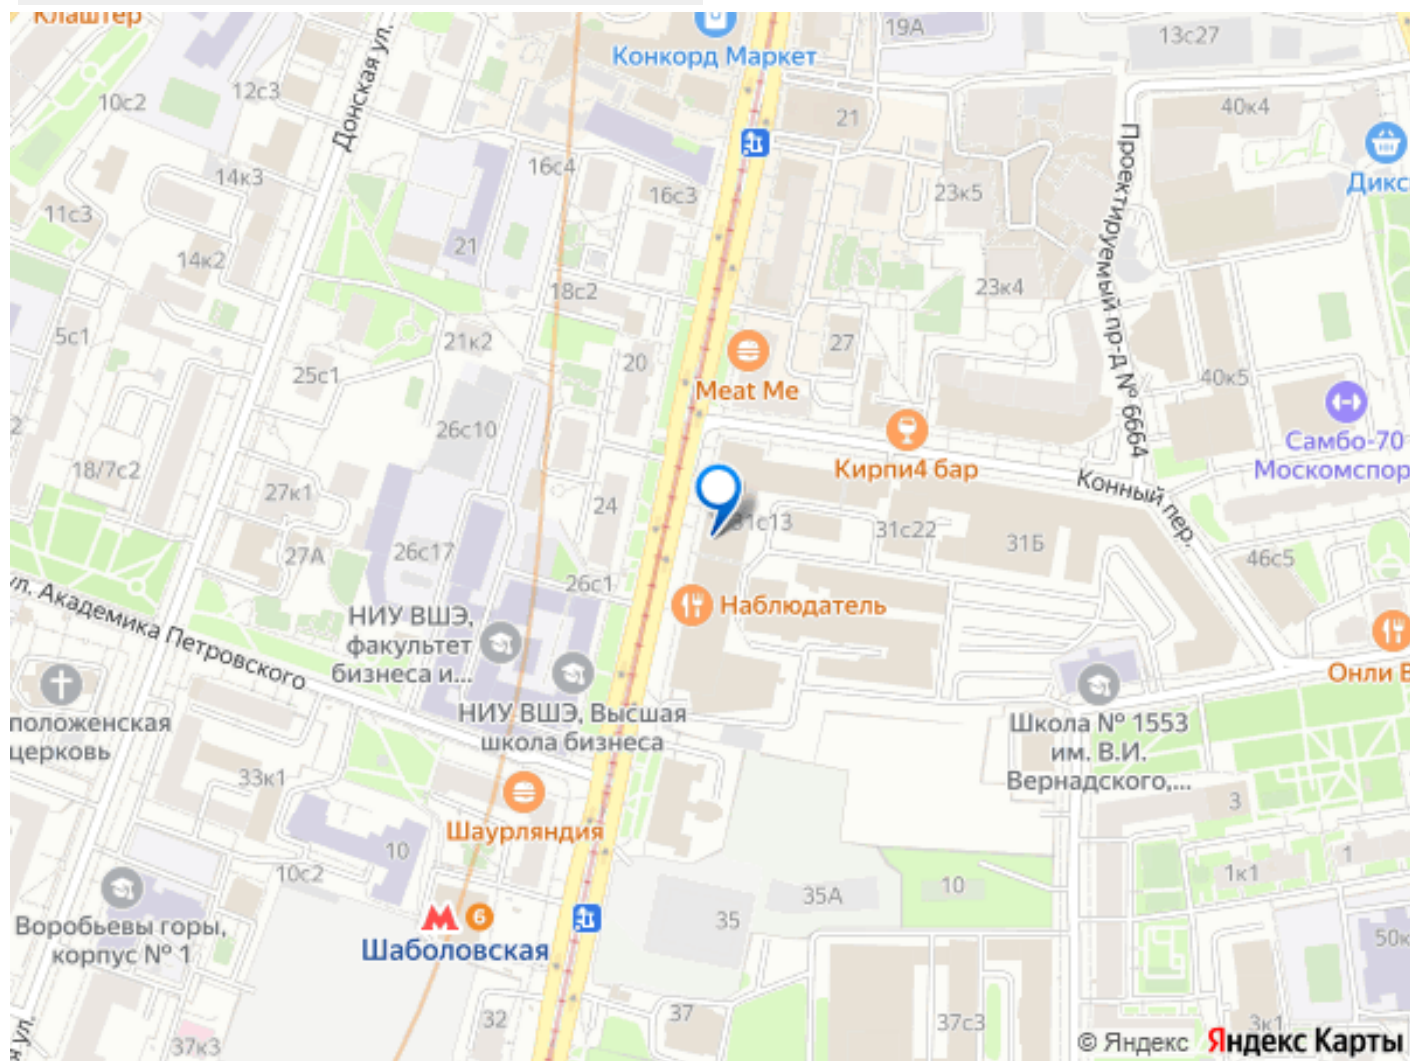 Клаштер
19А
13с27
Конкорд Маркет
Донская ул.
12с3
10с2
40к4
21
16с4
14к3
16с3
23к5
Дикс
11с3
21
14к2
Проектируемый пр-д № 6664
18с2
23к4
5с1
21к2
27
20
25с1
Meat Me
40к5
2
26с10
Самбо-70
Москомспор
Кирпи4 бар
18/7с2
Конный пер.
27к1
24
31с13
31с22
31Б
27А
26с17
46с5
26с1
ул. Академика Петровского
Наблюдатель
НИУ ВШЭ,
факультет
бизнеса и...
Онли В
положенская
церковь
НИУ ВШЭ, Высшая
школа бизнеса
Школа № 1553
им. В.И.
Вернадского,...
33к1
3
Шаурляндия
10
1
10с2
1к1
35А
10
Воробьевы горы,
корпус № 1
М 6
Шаболовская
35
50к
32
37
37с3
3к1
37к3
я ул.
© Яндекс Яндекс Карты